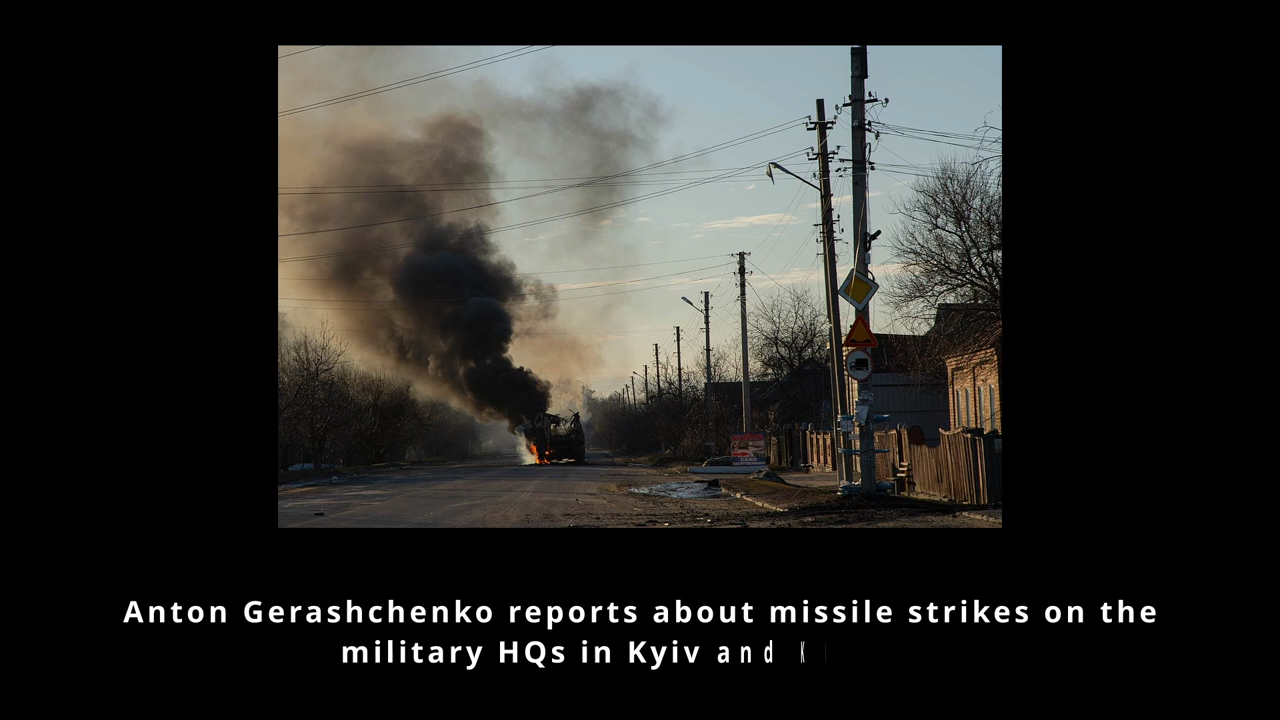 Anton Gerashchenko reports about missile strikes on the
military HQs in Kyiv and K